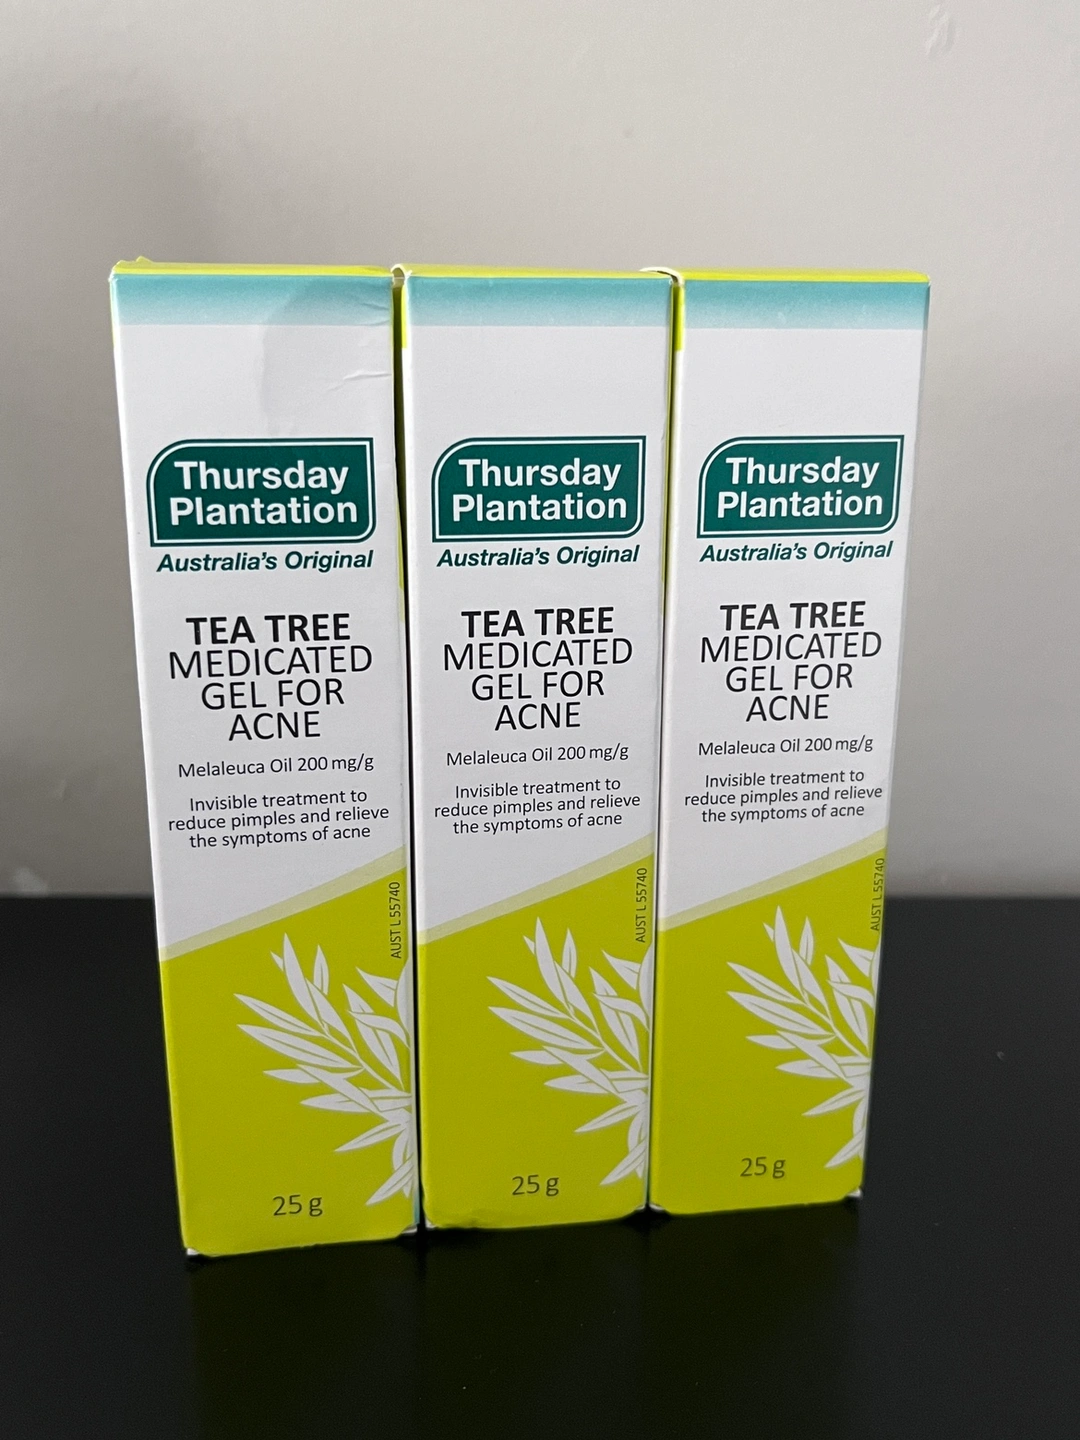 Thursday
Plantation
Australia's Original
TEA TREE
MEDICATED
GEL FOR
ACNE
Melaleuca Oil 200 mg/g
Invisible treatment to
reduce pimples and relieve
the symptoms of acne
AUST L 55740
25 g
Thursday
Plantation
Australia's Original
TEA TREE
MEDICATED
GEL FOR
ACNE
Melaleuca Oil 200 mg/g
Invisible treatment to
reduce pimples and relieve
the symptoms of acne
AUST L 55740
25 g
Thursday
Plantation
Australia's Original
TEA TREE
MEDICATED
GEL FOR
ACNE
Melaleuca Oil 200 mg/g
Invisible treatment to
reduce pimples and relieve
the symptoms of acne
AUST L 55740
25 g